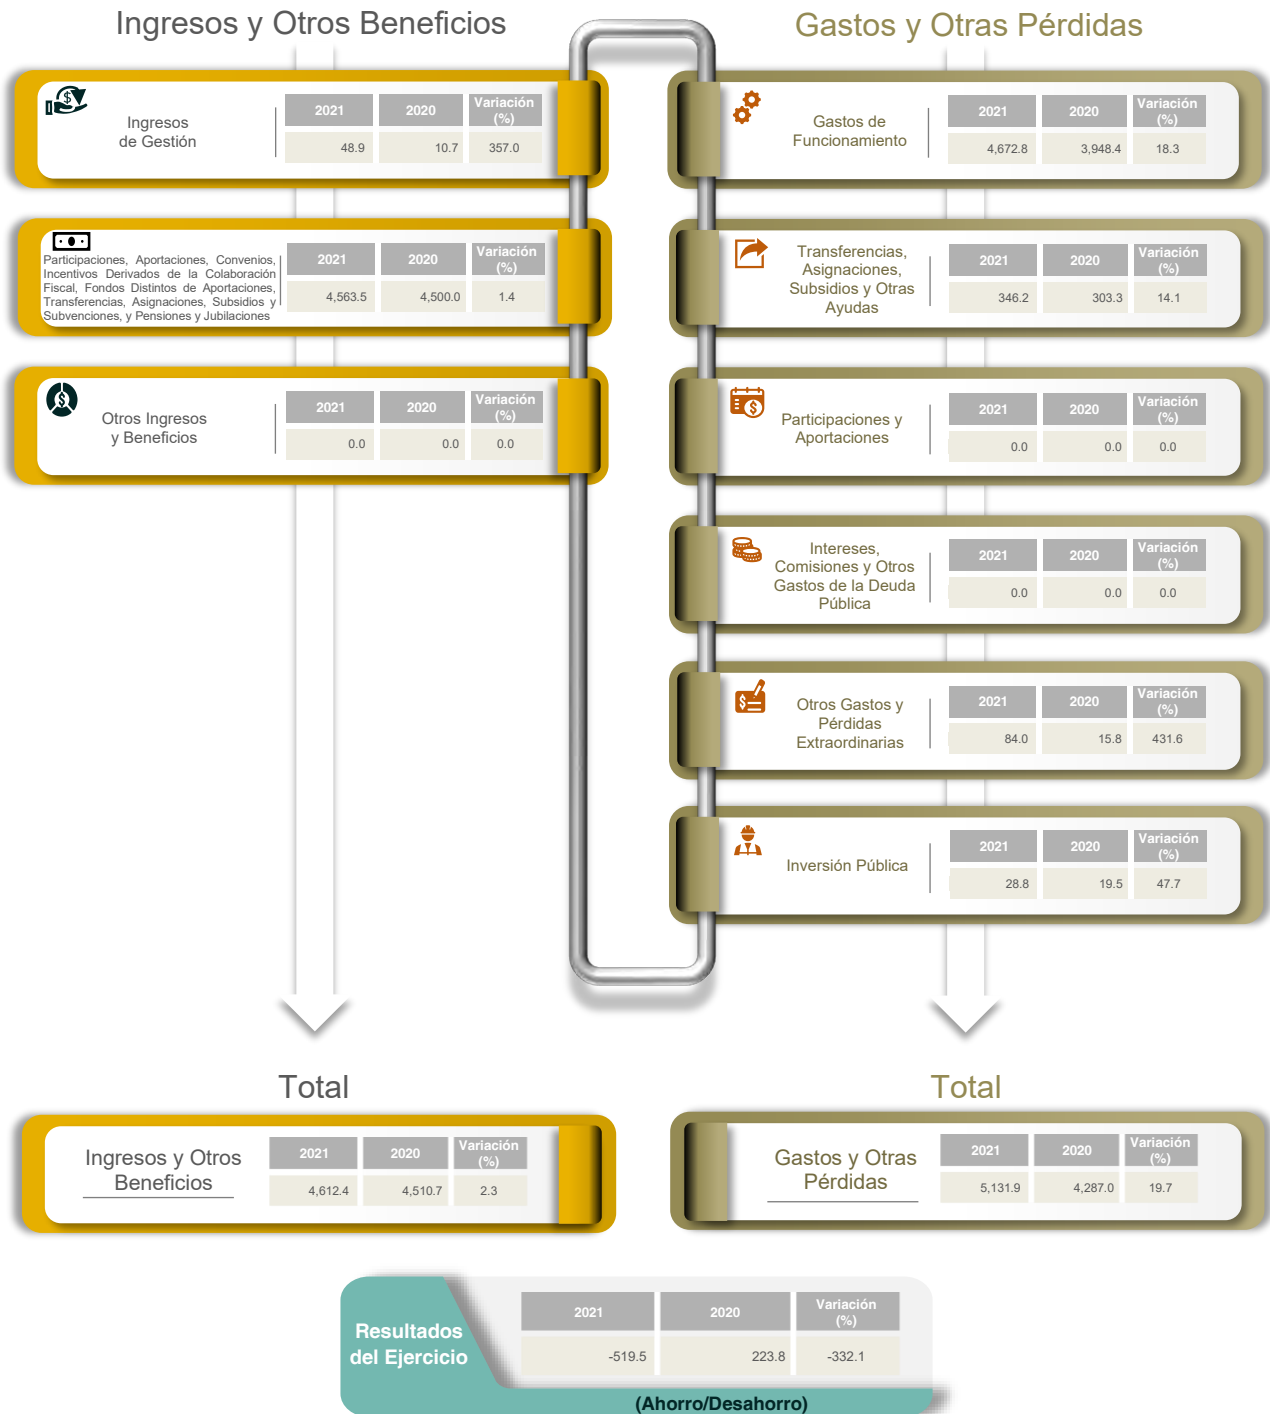 Ingresos y Otros Beneficios
Ingresos
de Gestión
2021 2020 Variación (%)
48.9 10.7 357.0
Participaciones, Aportaciones, Convenios,
Incentivos Derivados de la Colaboración
Fiscal, Fondos Distintos de Aportaciones,
Transferencias, Asignaciones, Subsidios y
Subvenciones, y Pensiones y Jubilaciones
2021 2020 Variación (%)
4,563.5 4,500.0 1.4
Otros Ingresos
y Beneficios
2021 2020 Variación (%)
0.0 0.0 0.0
Gastos y Otras Pérdidas
Gastos de
Funcionamiento
2021 2020 Variación (%)
4,672.8 3,948.4 18.3
Transferencias,
Asignaciones,
Subsidios y Otras
Ayudas
2021 2020 Variación (%)
346.2 303.3 14.1
Participaciones y
Aportaciones
2021 2020 Variación (%)
0.0 0.0 0.0
Intereses,
Comisiones y Otros
Gastos de la Deuda
Pública
2021 2020 Variación (%)
0.0 0.0 0.0
Otros Gastos y
Pérdidas
Extraordinarias
2021 2020 Variación (%)
84.0 15.8 431.6
Inversión Pública
2021 2020 Variación (%)
28.8 19.5 47.7
Total
Ingresos y Otros
Beneficios
2021 2020 Variación (%)
4,612.4 4,510.7 2.3
Total
Gastos y Otras
Pérdidas
2021 2020 Variación (%)
5,131.9 4,287.0 19.7
Resultados
del Ejercicio
2021 2020 Variación (%)
-519.5 223.8 -332.1
(Ahorro/Desahorro)